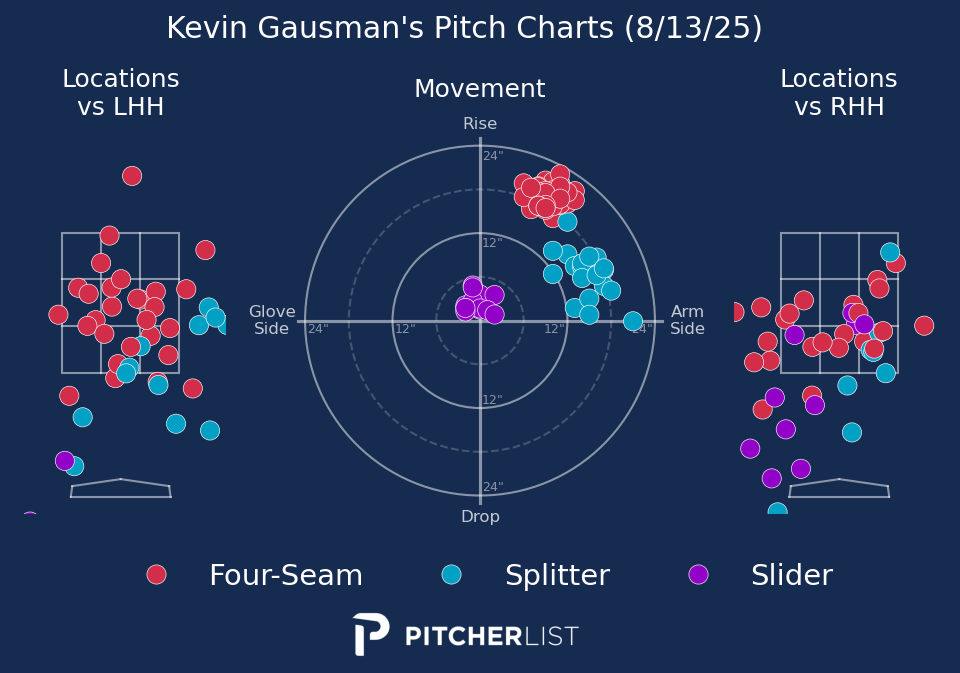 Kevin Gausman's Pitch Charts (8/13/25)
Locations
vs LHH
Movement
Locations
vs RHH
Rise
24"
12"
Glove
Side
24"
12"
12"
24"
Arm
Side
12"
24"
Drop
Four-Seam
Splitter
Slider
PITCHERLIST